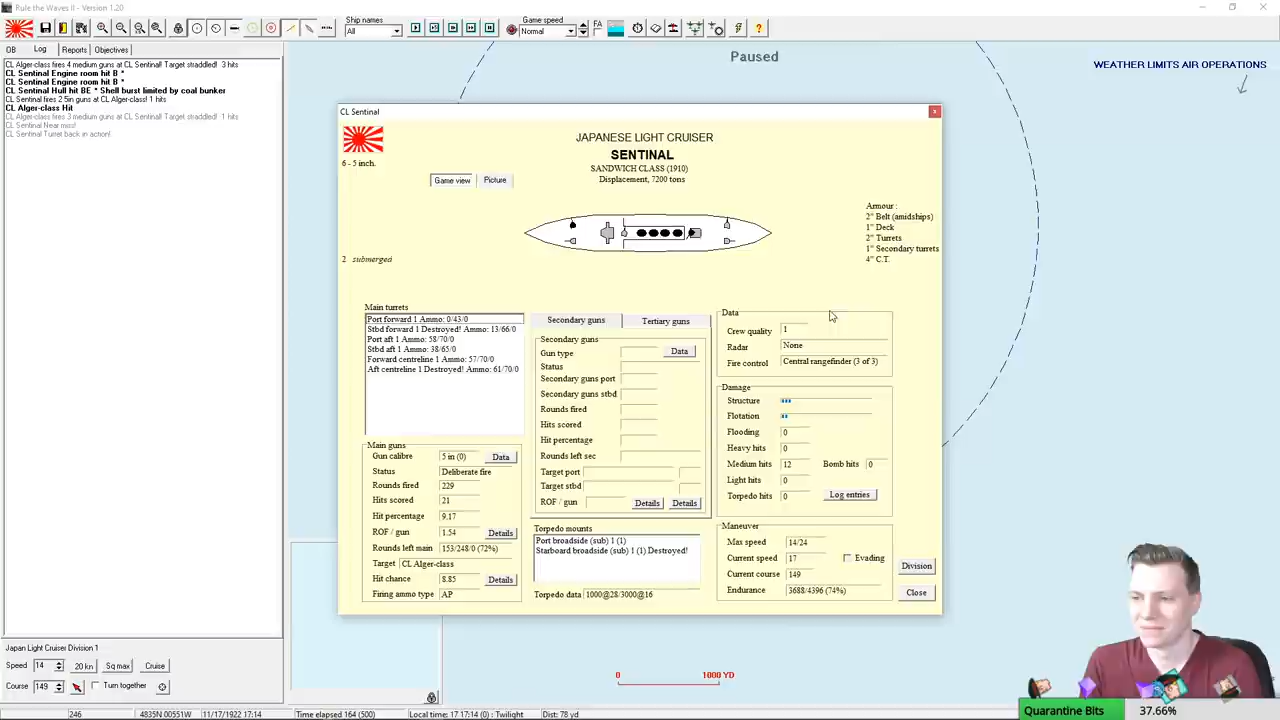 Rule the Waves II - Version 1.20
Ship names
All
Game speed
Normal
FA
OB
Log
Reports
Objectives
CL Alger-class fires 4 medium guns at CL Sentinal! Target straddled! 3 hits
CL Sentinal Engine room hit B *
CL Sentinal Engine room hit B *
CL Sentinal Hull hit BE * Shell burst limited by coal bunker
CL Sentinal fires 2 5in guns at CL Alger-class! 1 hits
CL Alger-class Hit
CL Alger-class fires 3 medium guns at CL Sentinal! Target straddled! 1 hits
CL Sentinal Near miss!
CL Sentinal Turret back in action!
Paused
WEATHER LIMITS AIR OPERATIONS
CL Sentinal
JAPANESE LIGHT CRUISER
SENTINAL
SANDWICH CLASS (1910)
Displacement, 7200 tons
6 - 5 inch.
Game view
Picture
2 submerged
Armour :
2" Belt (amidships)
1" Deck
2" Turrets
1" Secondary turrets
4" C.T.
Main turrets
Port forward 1 Ammo: 0/43/0
Stbd forward 1 Destroyed! Ammo: 13/66/0
Port aft 1 Ammo: 58/70/0
Stbd aft 1 Ammo: 38/65/0
Forward centreline 1 Ammo: 57/70/0
Aft centreline 1 Destroyed! Ammo: 61/70/0
Main guns
Gun calibre 5 in (0) Data
Status Deliberate fire
Rounds fired 229
Hits scored 21
Hit percentage 9.17
ROF / gun 1.54 Details
Rounds left main 153/248/0 (72%)
Target CL Alger-class
Hit chance 8.85 Details
Firing ammo type AP
Secondary guns
Tertiary guns
Secondary guns
Gun type Data
Status
Secondary guns port
Secondary guns stbd
Rounds fired
Hits scored
Hit percentage
Rounds left sec
Target port
Target stbd
ROF / gun Details Details
Torpedo mounts
Port broadside (sub) 1 (1)
Starboard broadside (sub) 1 (1) Destroyed!
Torpedo data 1000@28/3000@16
Data
Crew quality 1
Radar None
Fire control Central rangefinder (3 of 3)
Damage
Structure
Flotation
Flooding 0
Heavy hits 0
Medium hits 12 Bomb hits 0
Light hits 0
Torpedo hits 0 Log entries
Maneuver
Max speed 14/24
Current speed 17 Evading
Current course 149
Endurance 3688/4396 (74%)
Division
Close
Japan Light Cruiser Division 1
Speed 14 20 kn Sq max Cruise
Course 149 Turn together
0 1000 YD
246
4835N 00551W
11/17/1922 17:14
Time elapsed 164 (500)
Local time; 17 17:14 (0) : Twilight
Dist: 78 yd
Quarantine Bits
37.66%